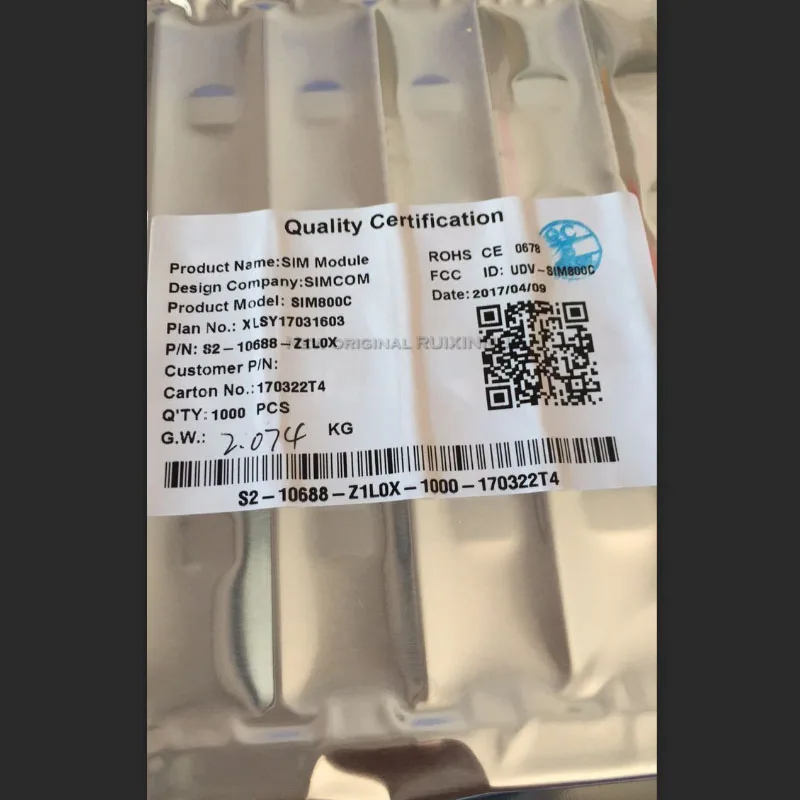 Quality Certification
Product Name:SIM Module
Design Company:SIMCOM
Product Model: SIM800C
Plan No.: XLSY17031603
P/N: S2-10688-Z1L0X
Customer P/N:
Carton No.:170322T4
Q'TY: 1000 PCS
G.W.: 2.074 KG
ROHS CE 0678
FCC ID: UDV-SIM800C
Date: 2017/04/09
ORIGINAL RUIXIN
S2-10688-Z1L0X-1000-170322T4